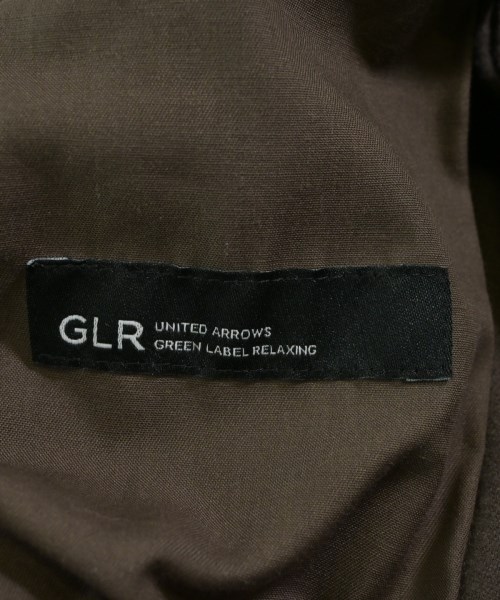 GLR
UNITED ARROWS
GREEN LABEL RELAXING